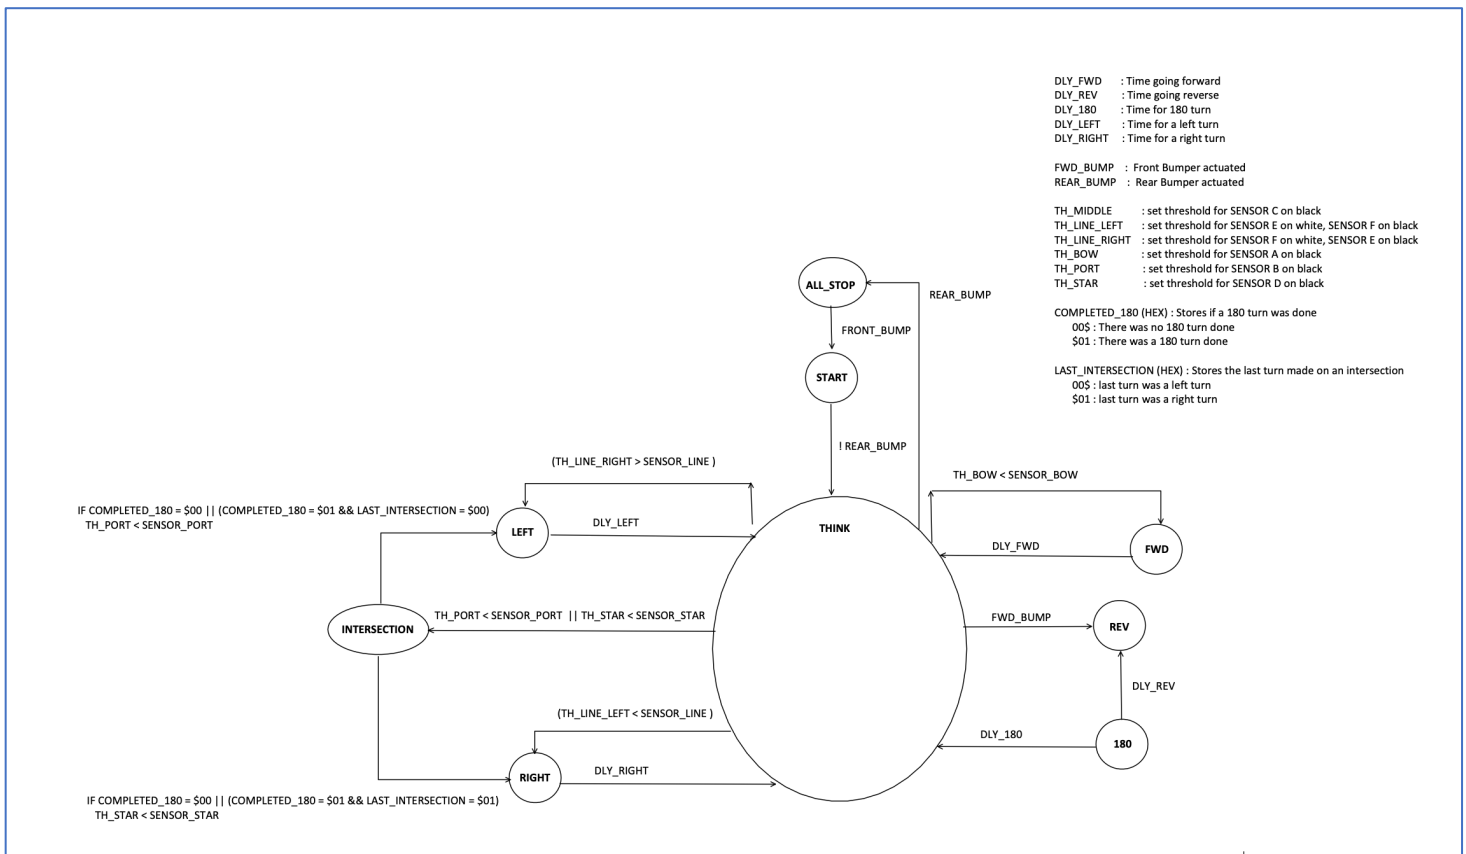 DLY_FWD : Time going forward
DLY_REV : Time going reverse
DLY_180 : Time for 180 turn
DLY_LEFT : Time for a left turn
DLY_RIGHT : Time for a right turn
FWD_BUMP : Front Bumper actuated
REAR_BUMP : Rear Bumper actuated
TH_MIDDLE : set threshold for SENSOR C on black
TH_LINE_LEFT : set threshold for SENSOR E on white, SENSOR F on black
TH_LINE_RIGHT : set threshold for SENSOR F on white, SENSOR E on black
TH_BOW : set threshold for SENSOR A on black
TH_PORT : set threshold for SENSOR B on black
TH_STAR : set threshold for SENSOR D on black
COMPLETED_180 (HEX) : Stores if a 180 turn was done
00$ : There was no 180 turn done
$01 : There was a 180 turn done
LAST_INTERSECTION (HEX) : Stores the last turn made on an intersection
00$ : last turn was a left turn
$01 : last turn was a right turn
ALL_STOP
REAR_BUMP
FRONT_BUMP
START
! REAR_BUMP
(TH_LINE_RIGHT > SENSOR_LINE )
TH_BOW < SENSOR_BOW
IF COMPLETED_180 = $00 || (COMPLETED_180 = $01 && LAST_INTERSECTION = $00)
TH_PORT < SENSOR_PORT
LEFT
DLY_LEFT
THINK
DLY_FWD
FWD
TH_PORT < SENSOR_PORT || TH_STAR < SENSOR_STAR
INTERSECTION
FWD_BUMP
REV
DLY_REV
(TH_LINE_LEFT < SENSOR_LINE )
DLY_180
180
RIGHT
DLY_RIGHT
IF COMPLETED_180 = $00 || (COMPLETED_180 = $01 && LAST_INTERSECTION = $01)
TH_STAR < SENSOR_STAR